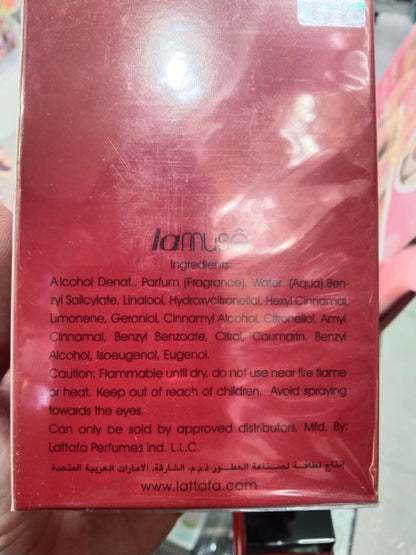 lamusê
Ingredients:
Alcohol Denat., Parfum (Fragrance), Water (Aqua),Ben-
zyl Salicylate, Linalool, Hydroxycitronellal, Hexyl Cinnamal,
Limonene, Geraniol, Cinnamyl Alcohol, Citronellol, Amyl
Cinnamal, Benzyl Benzoate, Citral, Coumarin, Benzyl
Alcohol, Isoeugenol, Eugenol.
Caution: Flammable until dry, do not use near fire flame
or heat, Keep out of reach of children. Avoid spraying
towards the eyes.
Can only be sold by approved distributors. Mfd. By:
Lattafa Perfumes Ind. L.L.C.
إنتاج لطافة لصناعة العطور ذ.م.م. الشارقة، الامارات العربية المتحدة
www.lattafa.com